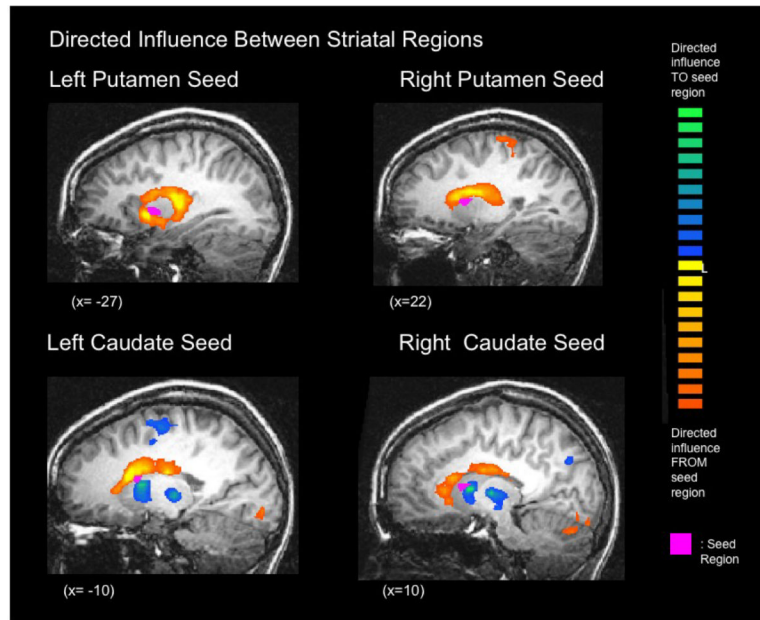 Directed Influence Between Striatal Regions
Left Putamen Seed
Right Putamen Seed
(x= -27)
(x=22)
Left Caudate Seed
Right Caudate Seed
(x= -10)
(x=10)
Directed
influence
TO seed
region
L
Directed
influence
FROM
seed
region
: Seed
Region